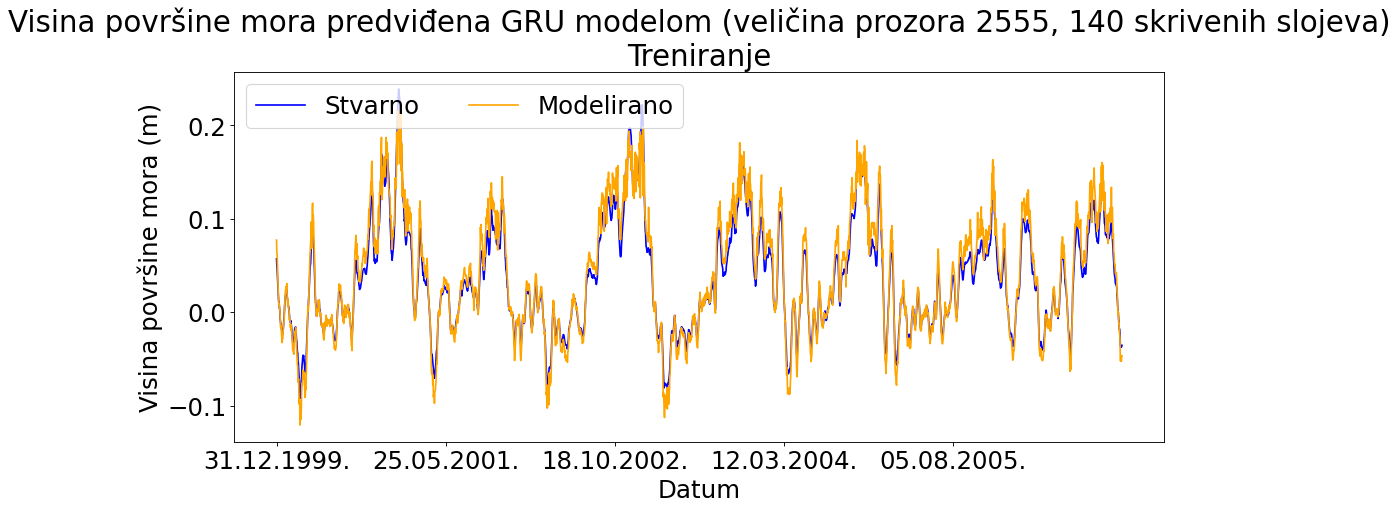 Visina površine mora predviđena GRU modelom (veličina prozora 2555, 140 skrivenih slojeva)
Treniranje
Stvarno
Modelirano
Visina površine mora (m)
0.2
0.1
0.0
−0.1
31.12.1999.
25.05.2001.
18.10.2002.
12.03.2004.
05.08.2005.
Datum